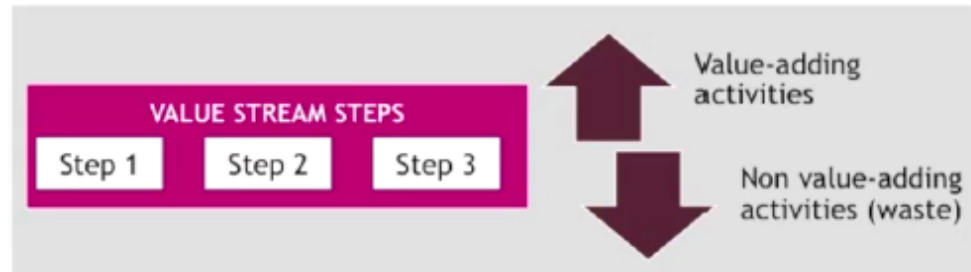 VALUE STREAM STEPS
Step 1
Step 2
Step 3
Value-adding
activities
Non value-adding
activities (waste)